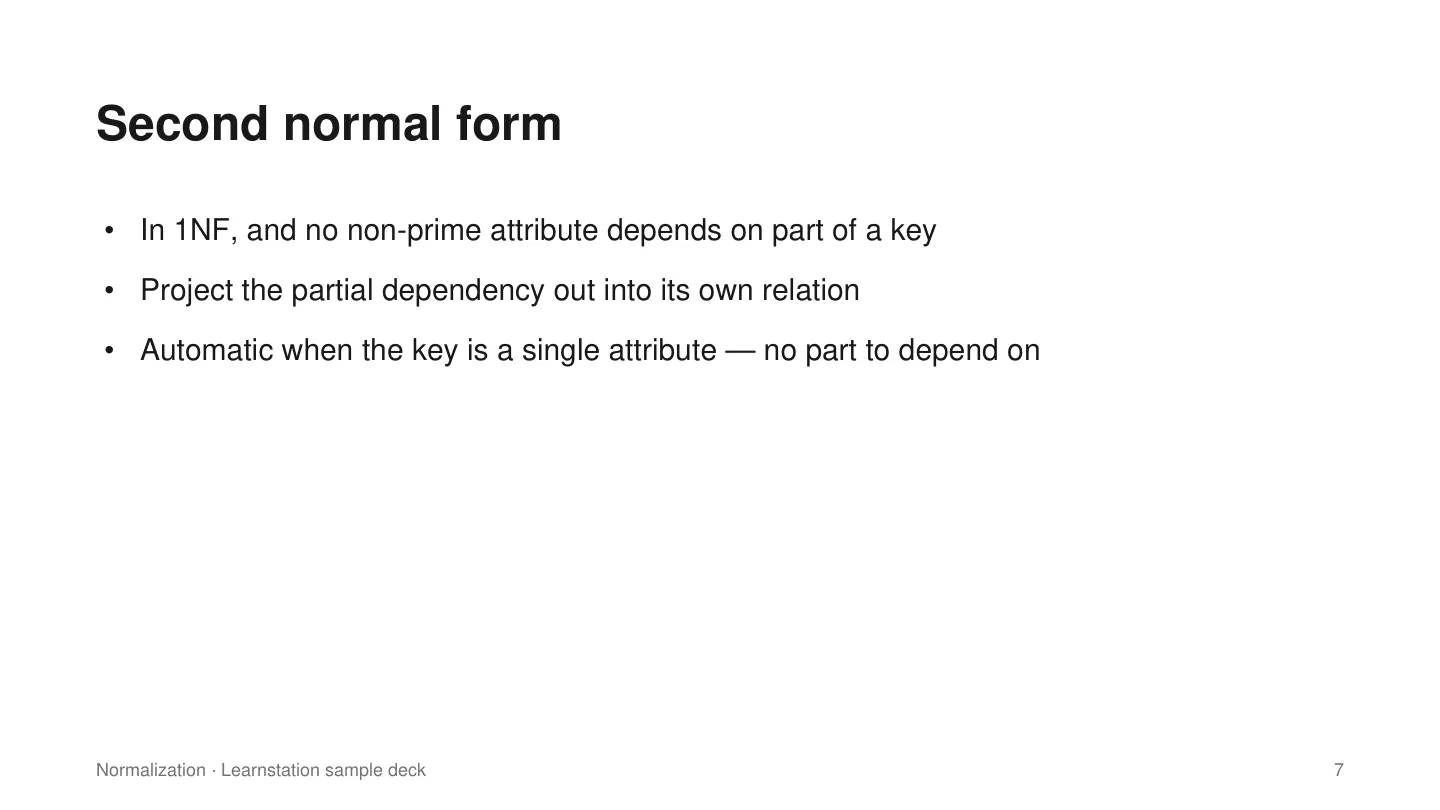 Second normal form
• In 1NF, and no non-prime attribute depends on part of a key
• Project the partial dependency out into its own relation
• Automatic when the key is a single attribute — no part to depend on
Normalization · Learnstation sample deck
7